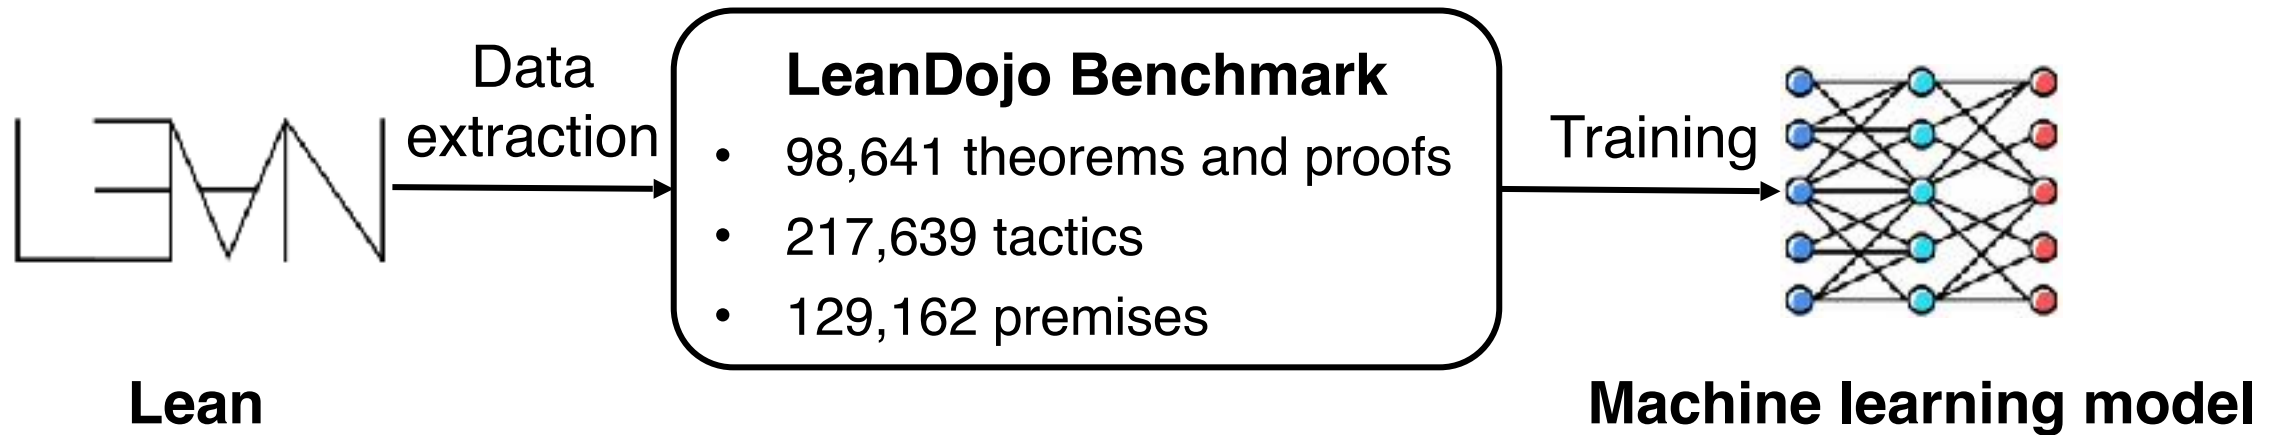 LEAN
Lean
Data
extraction
LeanDojo Benchmark
• 98,641 theorems and proofs
• 217,639 tactics
• 129,162 premises
Training
Machine learning model